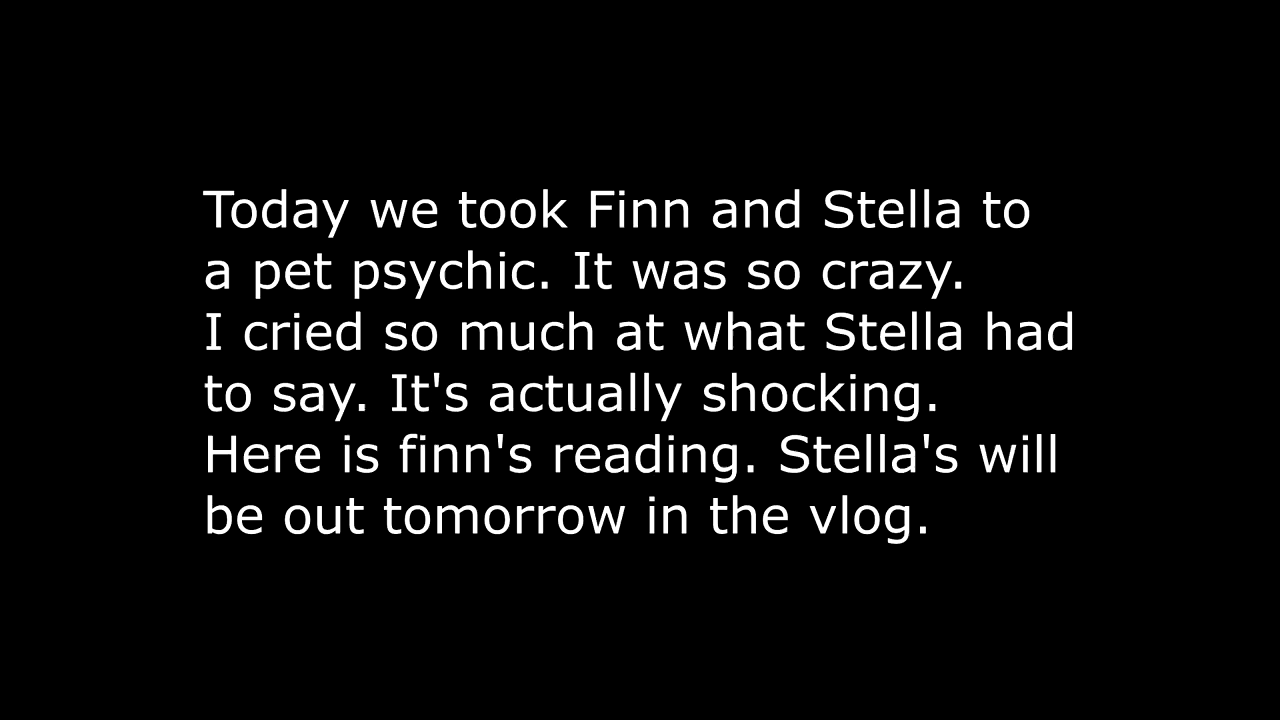 Today we took Finn and Stella to
a pet psychic. It was so crazy.
I cried so much at what Stella had
to say. It's actually shocking.
Here is finn's reading. Stella's will
be out tomorrow in the vlog.